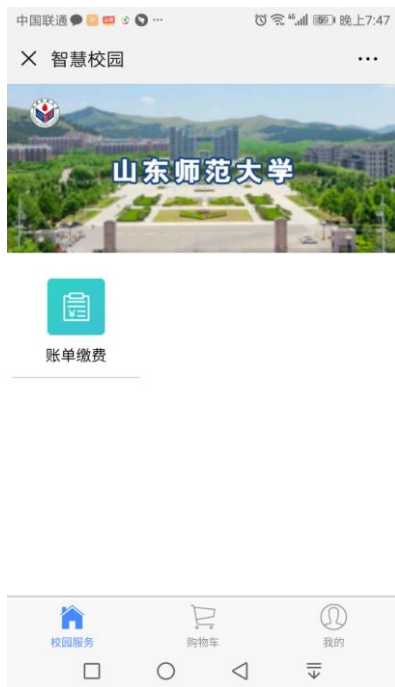 中国联通 晚上7:47
智慧校园
山东师范大学
账单缴费
校园服务 购物车 我的